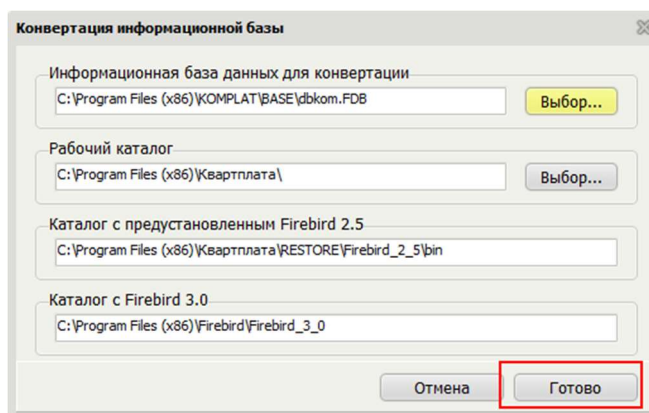 Конвертация информационной базы
Информационная база данных для конвертации
C:\Program Files (x86)\KOMPLAT\BASE\dbkom.FDB
Выбор...
Рабочий каталог
C:\Program Files (x86)\Квартплата\
Выбор...
Каталог с предустановленным Firebird 2.5
C:\Program Files (x86)\Квартплата\RESTORE\Firebird_2_5\bin
Каталог с Firebird 3.0
C:\Program Files (x86)\Firebird\Firebird_3_0
Отмена
Готово